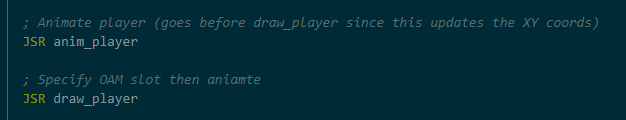 ; Animate player (goes before draw_player since this updates the XY coords)
JSR anim_player
; Specify OAM slot then aniamte
JSR draw_player